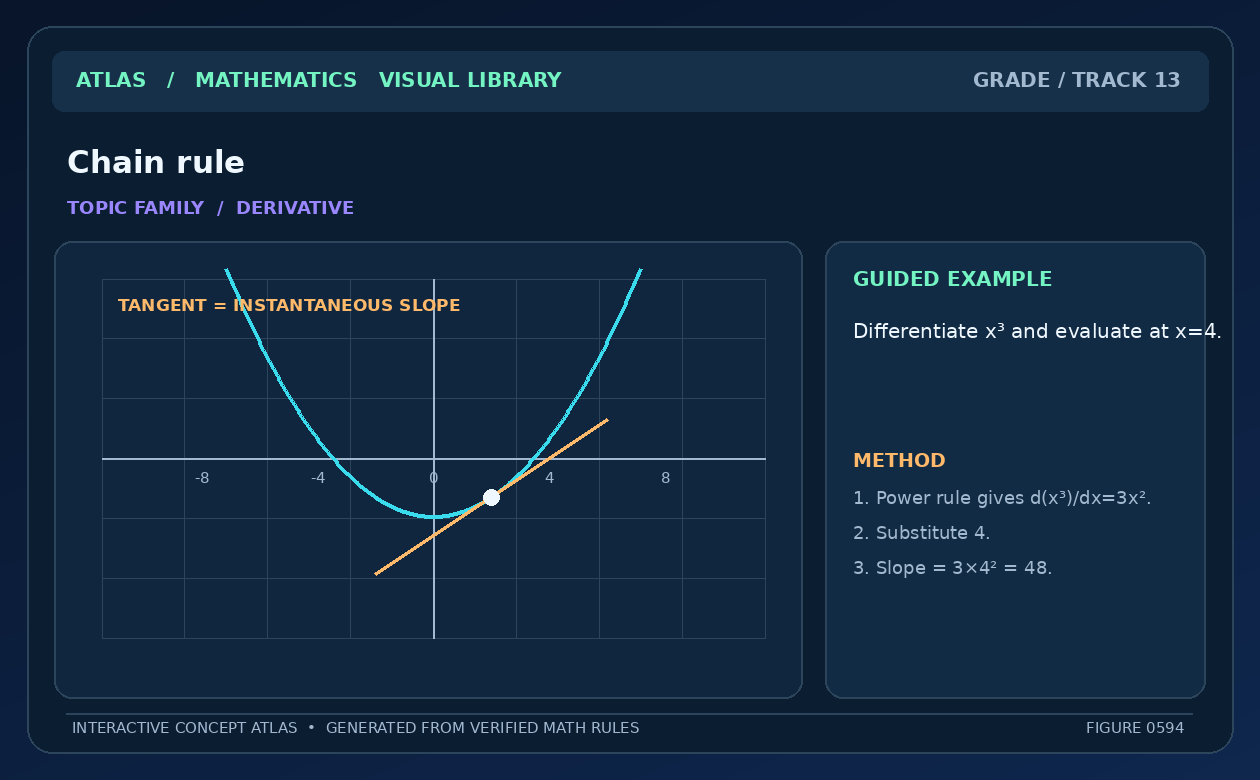 ATLAS / MATHEMATICS VISUAL LIBRARY
GRADE / TRACK 13
Chain rule
TOPIC FAMILY / DERIVATIVE
TANGENT = INSTANTANEOUS SLOPE
-8 -4 0 4 8
GUIDED EXAMPLE
Differentiate x³ and evaluate at x=4.
METHOD
1. Power rule gives d(x³)/dx=3x².
2. Substitute 4.
3. Slope = 3×4² = 48.
INTERACTIVE CONCEPT ATLAS • GENERATED FROM VERIFIED MATH RULES
FIGURE 0594